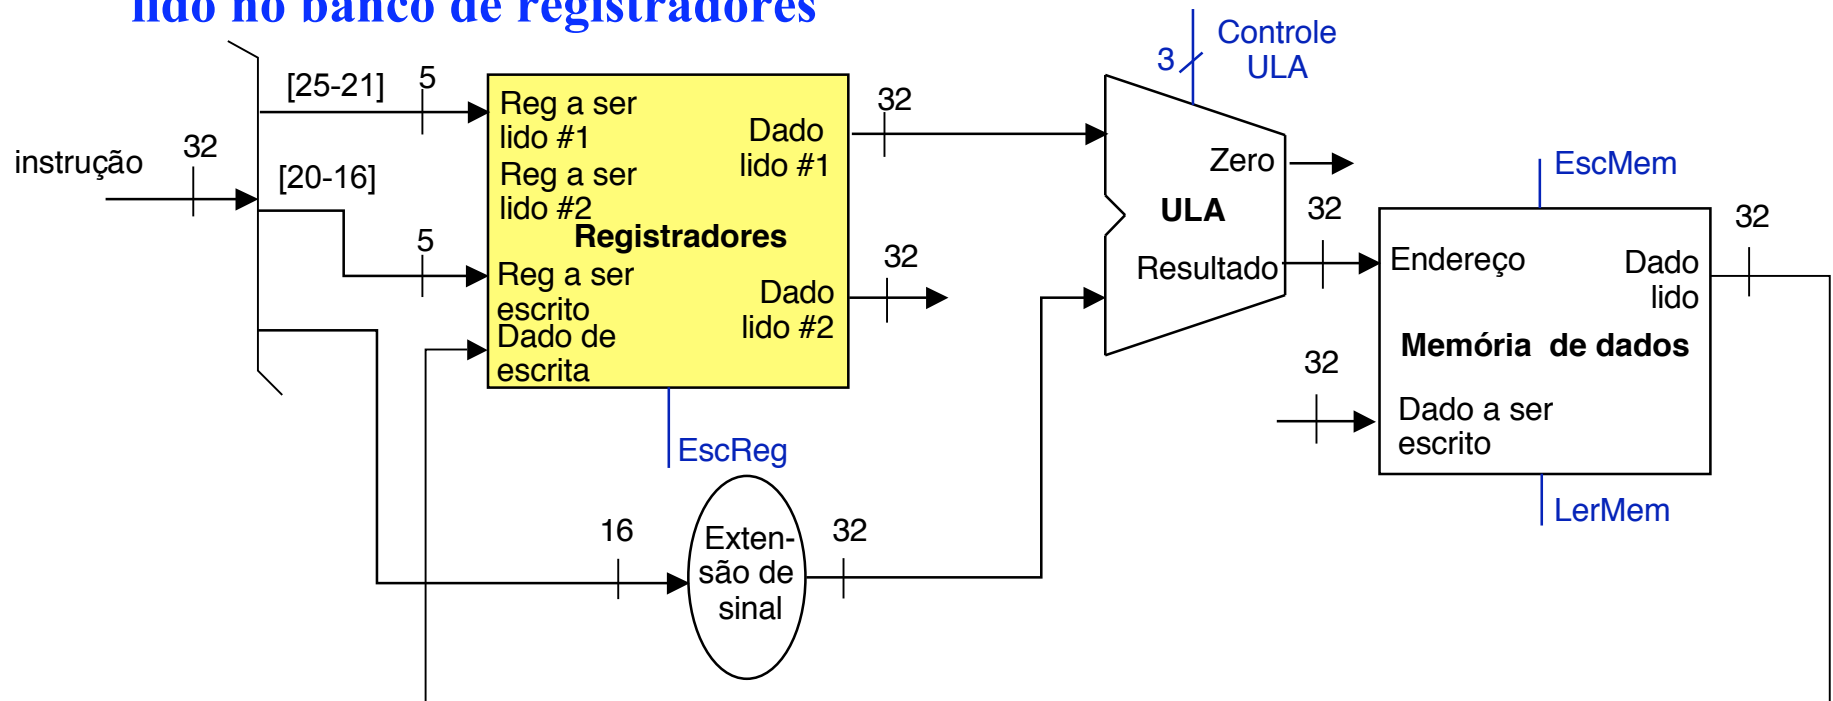 lido no banco de registradores
instrução
32
[25-21]
5
[20-16]
5
Reg a ser
lido #1
Reg a ser
lido #2
Registradores
Reg a ser
escrito
Dado de
escrita
Dado
lido #1
Dado
lido #2
EscReg
32
32
16
Exten-
são de
sinal
32
3
Controle
ULA
Zero
ULA
Resultado
32
EscMem
Endereço
Dado
lido
Memória de dados
32
Dado a ser
escrito
LerMem
32